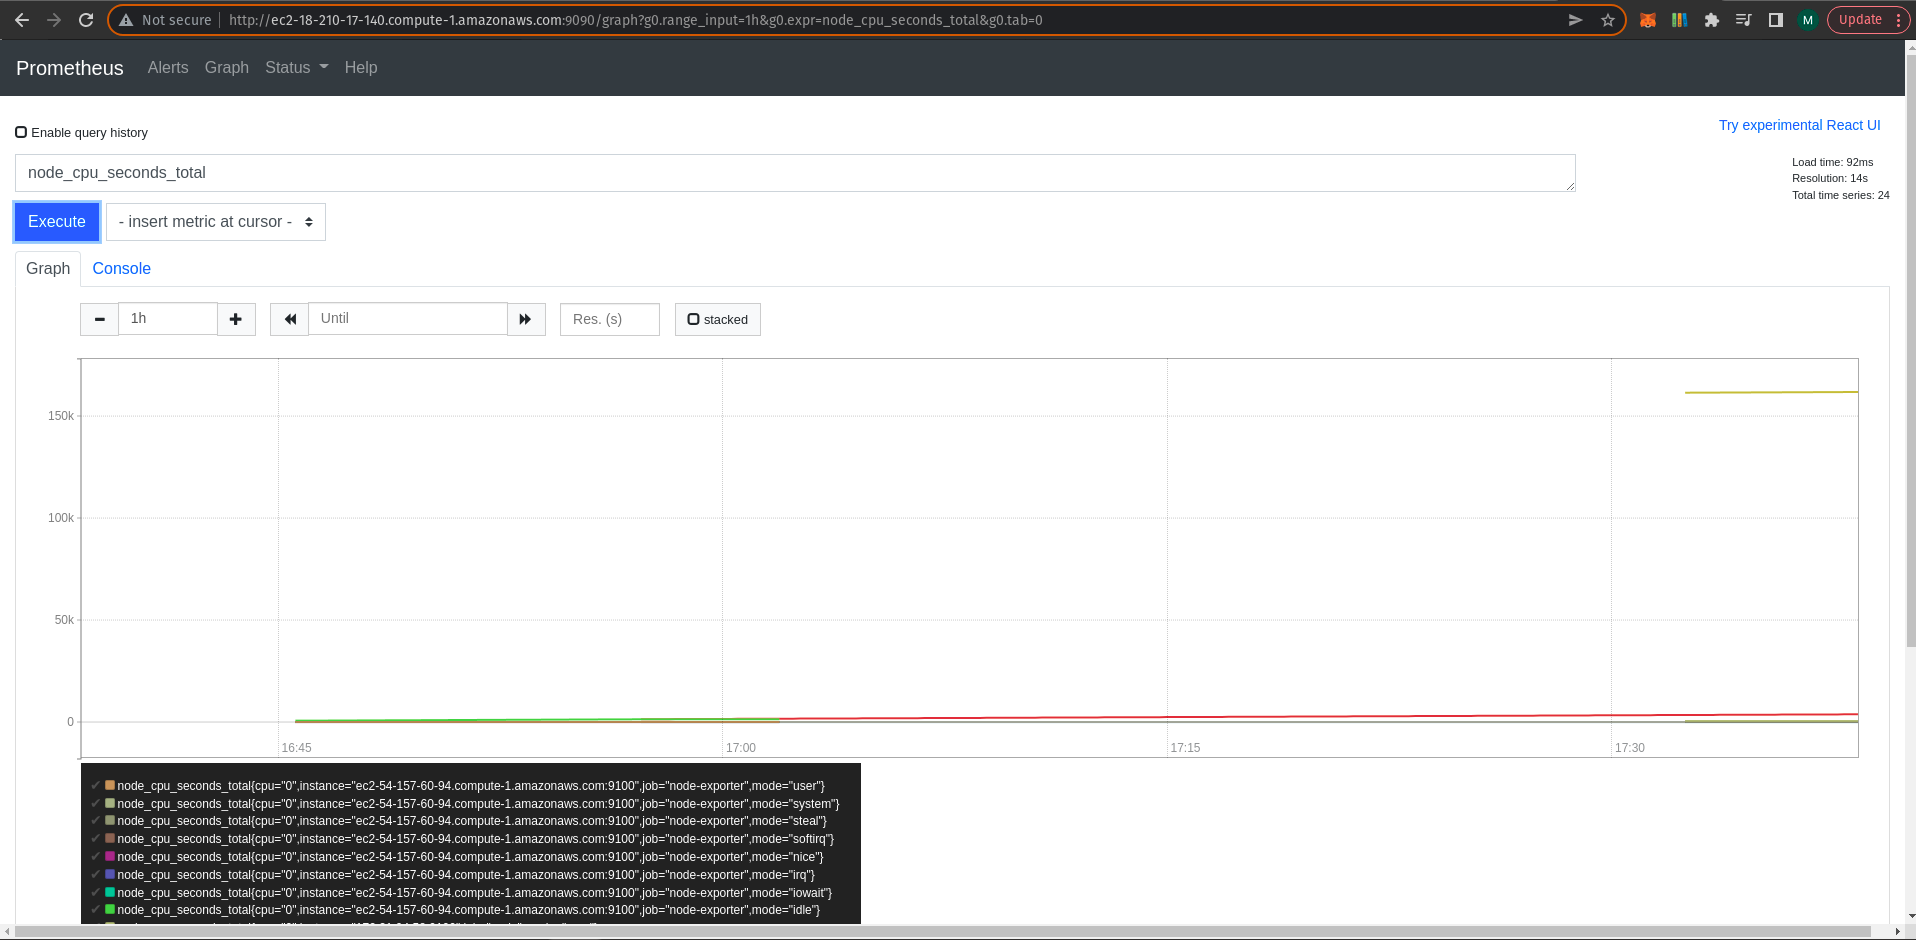 Not secure | http://ec2-18-210-17-140.compute-1.amazonaws.com:9090/graph?g0.range_input=1h&g0.expr=node_cpu_seconds_total&g0.tab=0
M Update
Prometheus Alerts Graph Status Help
Enable query history
Try experimental React UI
node_cpu_seconds_total
Load time: 92ms
Resolution: 14s
Total time series: 24
Execute - insert metric at cursor -
Graph Console
1h Until Res. (s) stacked
150k
100k
50k
0
16:45 17:00 17:15 17:30
node_cpu_seconds_total{cpu="0",instance="ec2-54-157-60-94.compute-1.amazonaws.com:9100",job="node-exporter",mode="user"}
node_cpu_seconds_total{cpu="0",instance="ec2-54-157-60-94.compute-1.amazonaws.com:9100",job="node-exporter",mode="system"}
node_cpu_seconds_total{cpu="0",instance="ec2-54-157-60-94.compute-1.amazonaws.com:9100",job="node-exporter",mode="steal"}
node_cpu_seconds_total{cpu="0",instance="ec2-54-157-60-94.compute-1.amazonaws.com:9100",job="node-exporter",mode="softirq"}
node_cpu_seconds_total{cpu="0",instance="ec2-54-157-60-94.compute-1.amazonaws.com:9100",job="node-exporter",mode="nice"}
node_cpu_seconds_total{cpu="0",instance="ec2-54-157-60-94.compute-1.amazonaws.com:9100",job="node-exporter",mode="irq"}
node_cpu_seconds_total{cpu="0",instance="ec2-54-157-60-94.compute-1.amazonaws.com:9100",job="node-exporter",mode="iowait"}
node_cpu_seconds_total{cpu="0",instance="ec2-54-157-60-94.compute-1.amazonaws.com:9100",job="node-exporter",mode="idle"}